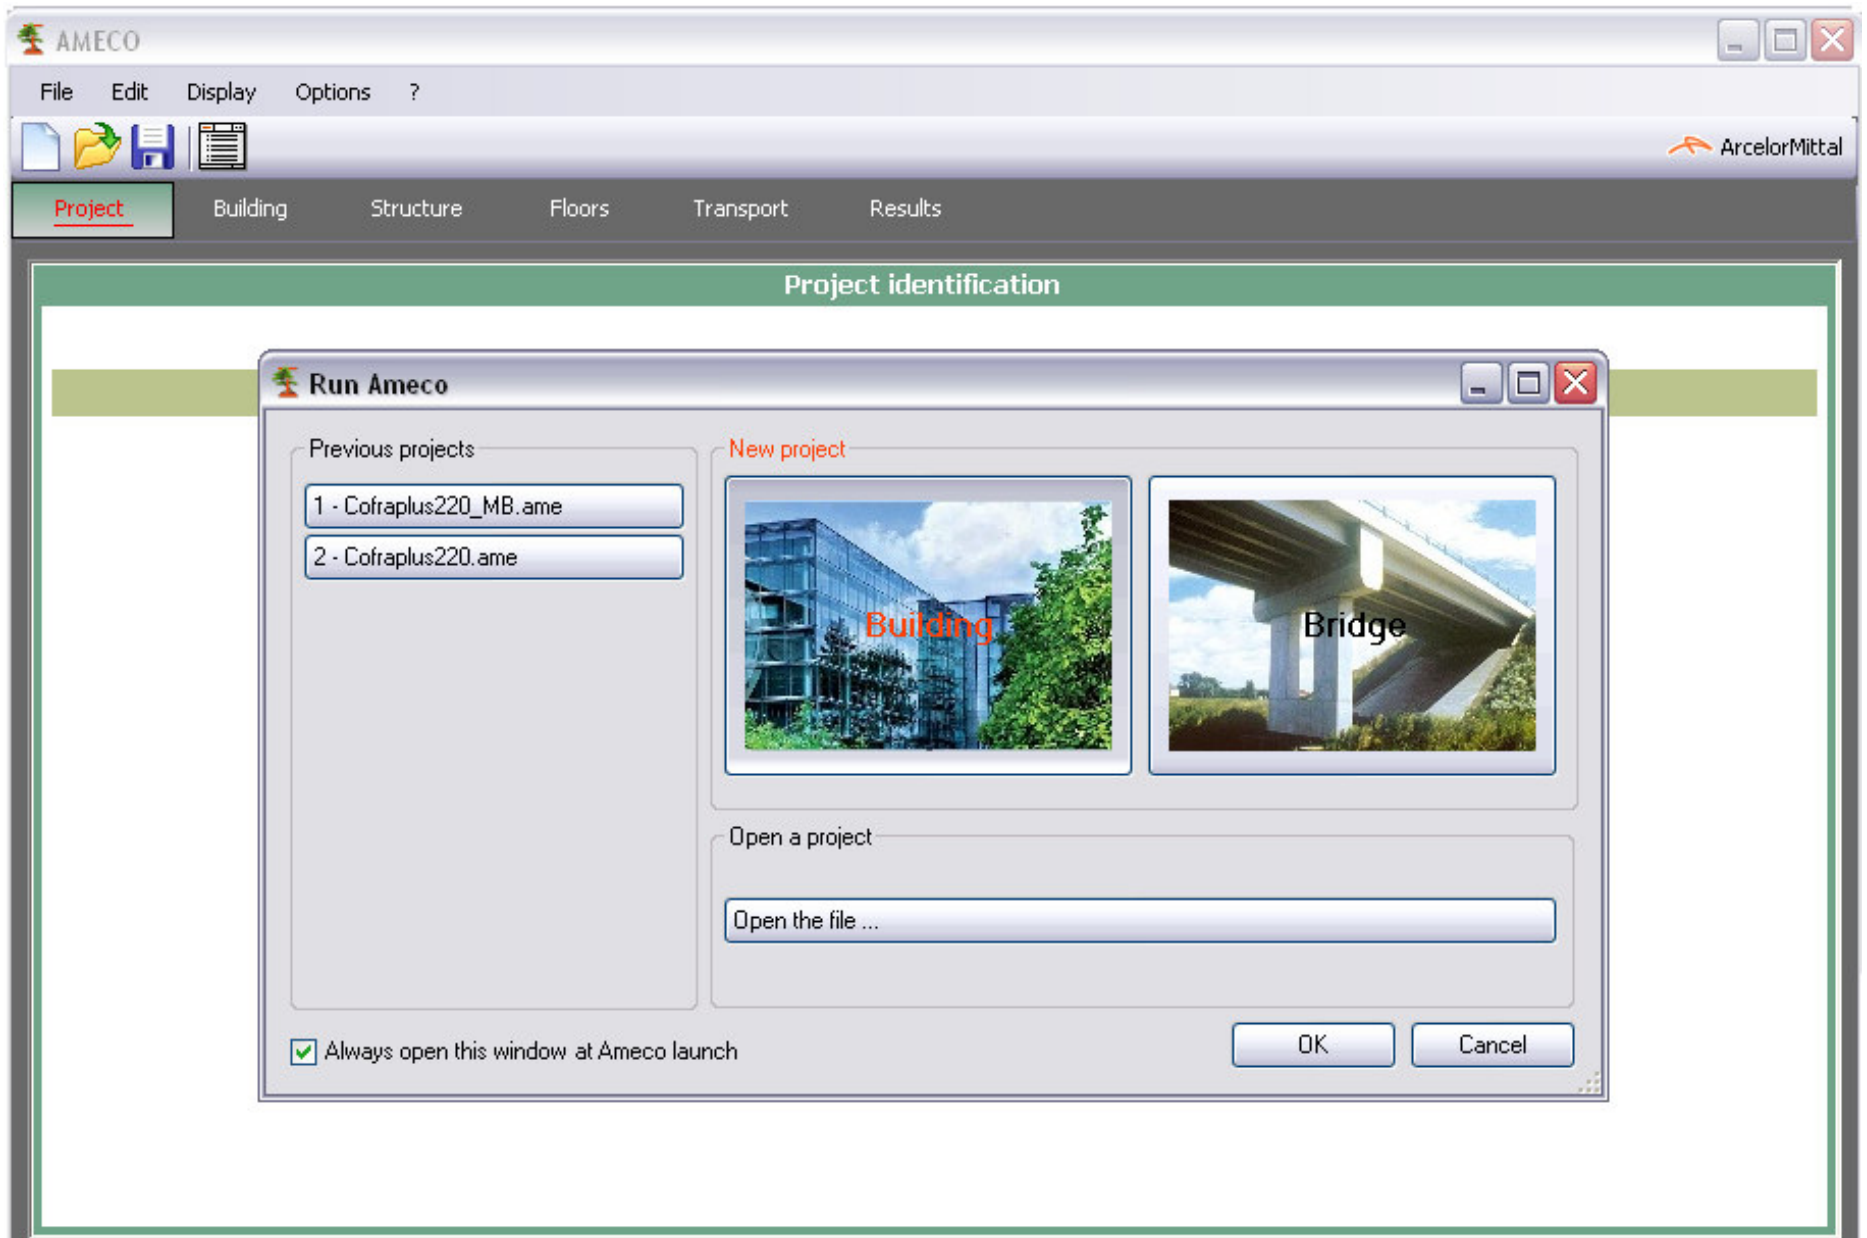 AMECO
File Edit Display Options ?
ArcelorMittal
Project Building Structure Floors Transport Results
Project identification
Run Ameco
Previous projects
1 - Cofraplus220_MB.ame
2 - Cofraplus220.ame
New project
Building
Bridge
Open a project
Open the file ...
Always open this window at Ameco launch
OK
Cancel